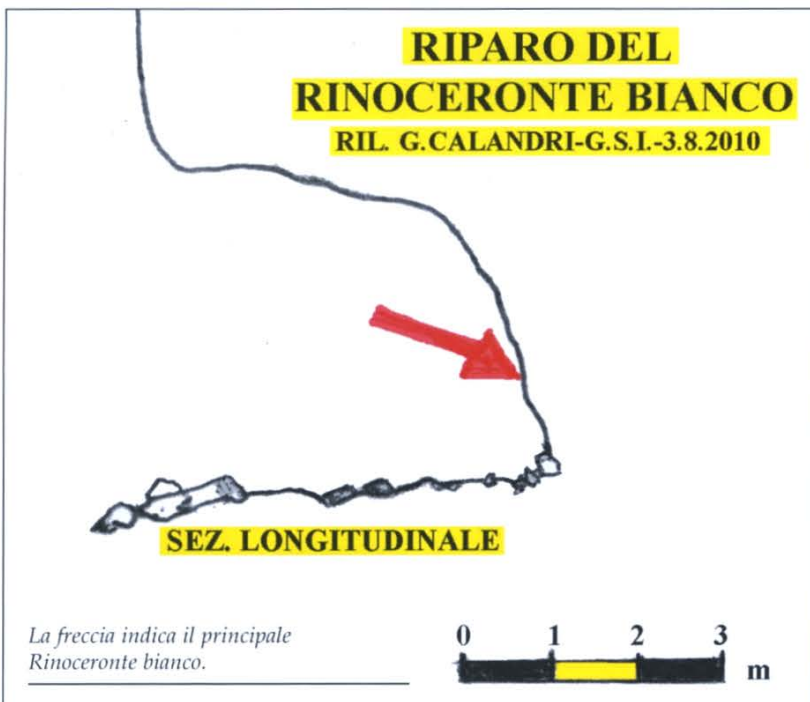 RIPARO DEL
RINOCERONTE BIANCO
RIL. G.CALANDRI-G.S.I.-3.8.2010
SEZ. LONGITUDINALE
La freccia indica il principale
Rinoceronte bianco.
0 1 2 3
m